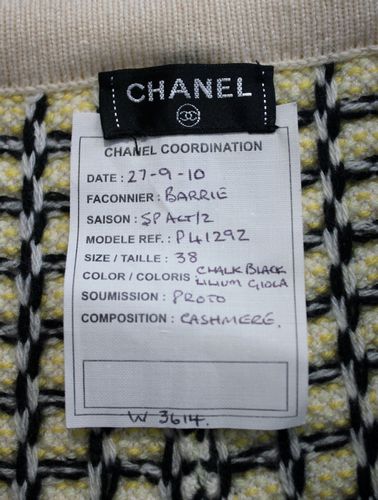 CHANEL
CHANEL COORDINATION
DATE : 27-9-10
FACONNIER : BARRIE
SAISON : SP ACT/2
MODELE REF.: P41292
SIZE / TAILLE : 38
COLOR / COLORIS CHALK BLACK
LILIUM GIOLA
SOUMISSION : PROTO
COMPOSITION : CASHMERE.
W 3614.